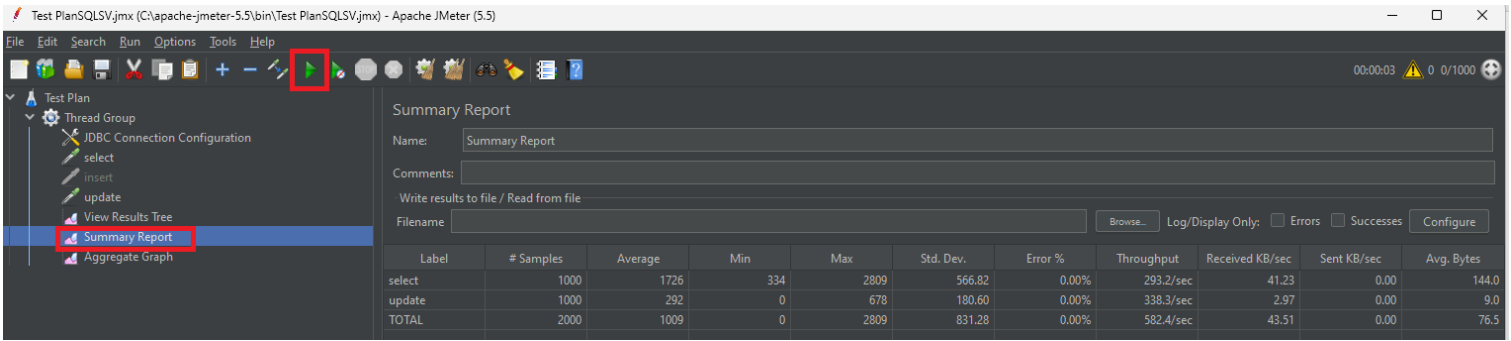 Test PlanSQLSV.jmx (C:\apache-jmeter-5.5\bin\Test PlanSQLSV.jmx) - Apache JMeter (5.5)
File Edit Search Run Options Tools Help
00:00:03 0 0/1000
Test Plan
Thread Group
JDBC Connection Configuration
select
insert
update
View Results Tree
Summary Report
Aggregate Graph
Summary Report
Name: Summary Report
Comments:
Write results to file / Read from file
Filename Browse... Log/Display Only: Errors Successes Configure
Label # Samples Average Min Max Std. Dev. Error % Throughput Received KB/sec Sent KB/sec Avg. Bytes
select 1000 1726 334 2809 566.82 0.00% 293.2/sec 41.23 0.00 144.0
update 1000 292 0 678 180.60 0.00% 338.3/sec 2.97 0.00 9.0
TOTAL 2000 1009 0 2809 831.28 0.00% 582.4/sec 43.51 0.00 76.5